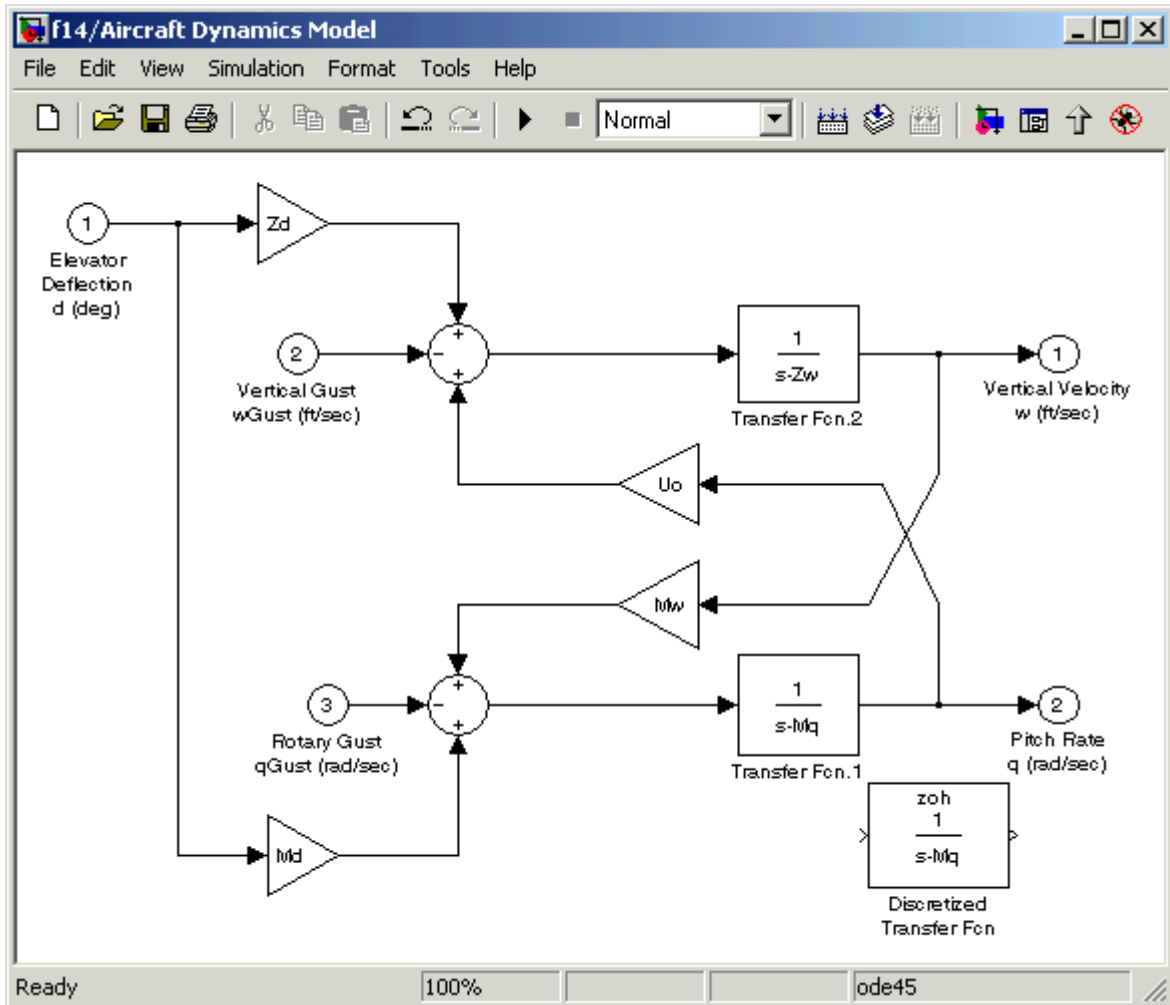 f14/Aircraft Dynamics Model
File Edit View Simulation Format Tools Help
Normal
1
Elevator
Deflection
d (deg)
Zd
2
Vertical Gust
wGust (ft/sec)
+
-
+
1
s-Zw
Transfer Fcn.2
1
Vertical Velocity
w (ft/sec)
Uo
Mw
3
Rotary Gust
qGust (rad/sec)
+
-
+
1
s-Mq
Transfer Fcn.1
2
Pitch Rate
q (rad/sec)
Md
zoh
1
s-Mq
Discretized
Transfer Fcn
Ready 100% ode45